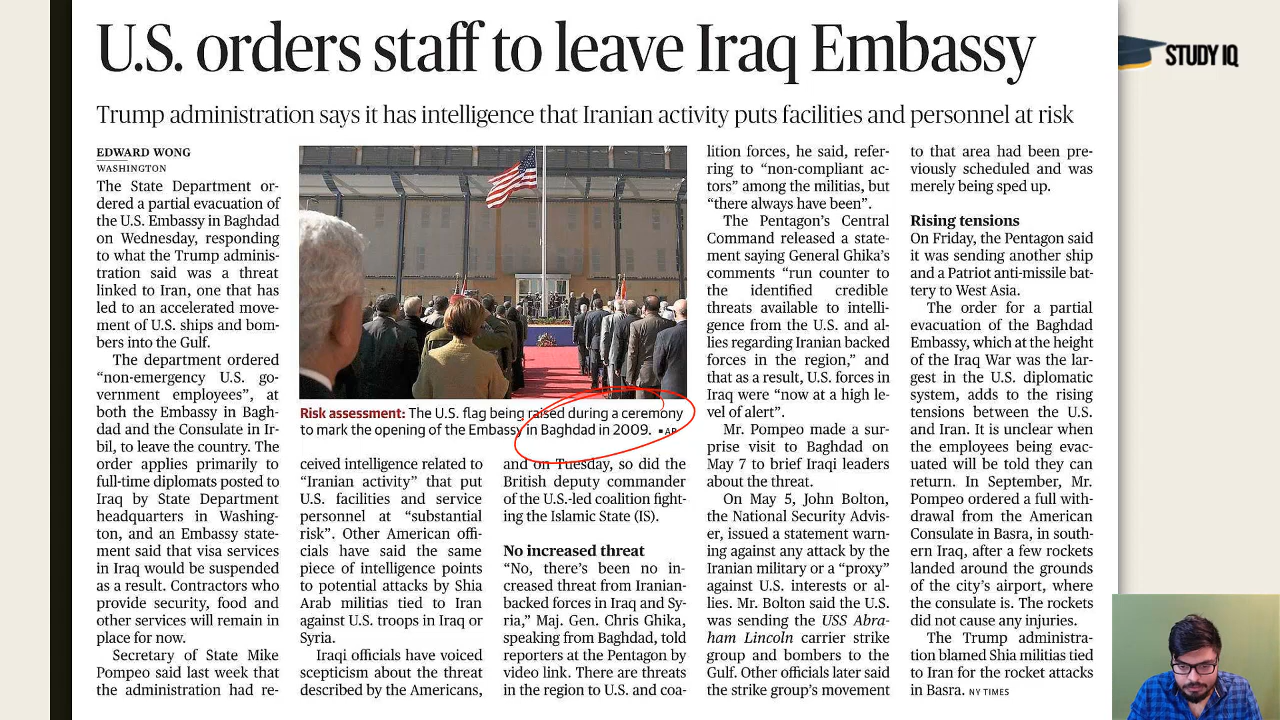 U.S. orders staff to leave Iraq Embassy
STUDY IQ
Trump administration says it has intelligence that Iranian activity puts facilities and personnel at risk
EDWARD WONG
WASHINGTON
The State Department or-
dered a partial evacuation of
the U.S. Embassy in Baghdad
on Wednesday, responding
to what the Trump adminis-
tration said was a threat
linked to Iran, one that has
led to an accelerated move-
ment of U.S. ships and bom-
bers into the Gulf.
The department ordered
“non-emergency U.S. go-
vernment employees”, at
both the Embassy in Bagh-
dad and the Consulate in Ir-
bil, to leave the country. The
order applies primarily to
full-time diplomats posted to
Iraq by State Department
headquarters in Washing-
ton, and an Embassy state-
ment said that visa services
in Iraq would be suspended
as a result. Contractors who
provide security, food and
other services will remain in
place for now.
Secretary of State Mike
Pompeo said last week that
the administration had re-
Risk assessment: The U.S. flag being raised during a ceremony
to mark the opening of the Embassy in Baghdad in 2009. ▪ AP
ceived intelligence related to
“Iranian activity” that put
U.S. facilities and service
personnel at “substantial
risk”. Other American offi-
cials have said the same
piece of intelligence points
to potential attacks by Shia
Arab militias tied to Iran
against U.S. troops in Iraq or
Syria.
Iraqi officials have voiced
scepticism about the threat
described by the Americans,
and on Tuesday, so did the
British deputy commander
of the U.S.-led coalition fight-
ing the Islamic State (IS).
No increased threat
“No, there’s been no in-
creased threat from Iranian-
backed forces in Iraq and Sy-
ria,” Maj. Gen. Chris Ghika,
speaking from Baghdad, told
reporters at the Pentagon by
video link. There are threats
in the region to U.S. and coa-
lition forces, he said, refer-
ring to “non-compliant ac-
tors” among the militias, but
“there always have been”.
The Pentagon’s Central
Command released a state-
ment saying General Ghika’s
comments “run counter to
the identified credible
threats available to intelli-
gence from the U.S. and al-
lies regarding Iranian backed
forces in the region,” and
that as a result, U.S. forces in
Iraq were “now at a high le-
vel of alert”.
Mr. Pompeo made a sur-
prise visit to Baghdad on
May 7 to brief Iraqi leaders
about the threat.
On May 5, John Bolton,
the National Security Advis-
er, issued a statement warn-
ing against any attack by the
Iranian military or a “proxy”
against U.S. interests or al-
lies. Mr. Bolton said the U.S.
was sending the USS Abra-
ham Lincoln carrier strike
group and bombers to the
Gulf. Other officials later said
the strike group’s movement
to that area had been pre-
viously scheduled and was
merely being sped up.
Rising tensions
On Friday, the Pentagon said
it was sending another ship
and a Patriot anti-missile bat-
tery to West Asia.
The order for a partial
evacuation of the Baghdad
Embassy, which at the height
of the Iraq War was the lar-
gest in the U.S. diplomatic
system, adds to the rising
tensions between the U.S.
and Iran. It is unclear when
the employees being evac-
uated will be told they can
return. In September, Mr.
Pompeo ordered a full with-
drawal from the American
Consulate in Basra, in south-
ern Iraq, after a few rockets
landed around the grounds
of the city’s airport, where
the consulate is. The rockets
did not cause any injuries.
The Trump administra-
tion blamed Shia militias tied
to Iran for the rocket attacks
in Basra. NY TIMES